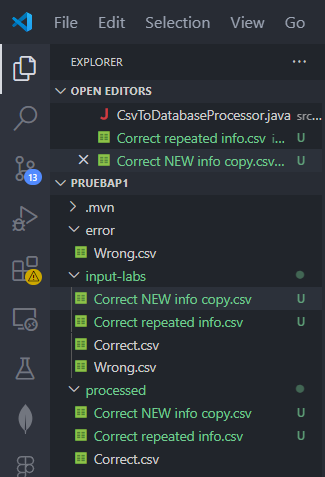 File Edit Selection View Go
EXPLORER ...
OPEN EDITORS
J CsvToDatabaseProcessor.java src...
Correct repeated info.csv i... U
Correct NEW info copy.csv... U
PRUEBAP1
.mvn
error
Wrong.csv
input-labs
Correct NEW info copy.csv U
Correct repeated info.csv U
Correct.csv
Wrong.csv
processed
Correct NEW info copy.csv U
Correct repeated info.csv U
Correct.csv
13